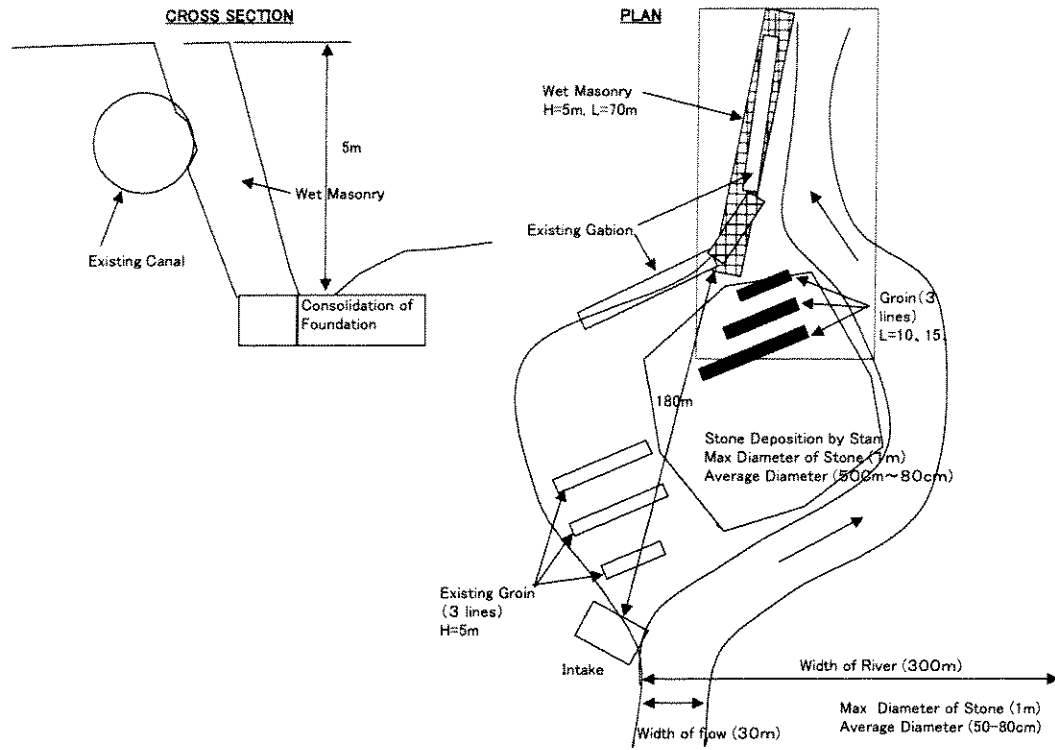 CROSS SECTION
5m
Wet Masonry
Existing Canal
Consolidation of
Foundation
PLAN
Wet Masonry
H=5m, L=70m
Existing Gabion
Groin(3
lines)
L=10、15,
180m
Stone Deposition by Stan
Max Diameter of Stone (1m)
Average Diameter (500m~80cm)
Existing Groin
(3 lines)
H=5m
Intake
Width of River (300m)
Width of flow (30m)
Max Diameter of Stone (1m)
Average Diameter (50-80cm)